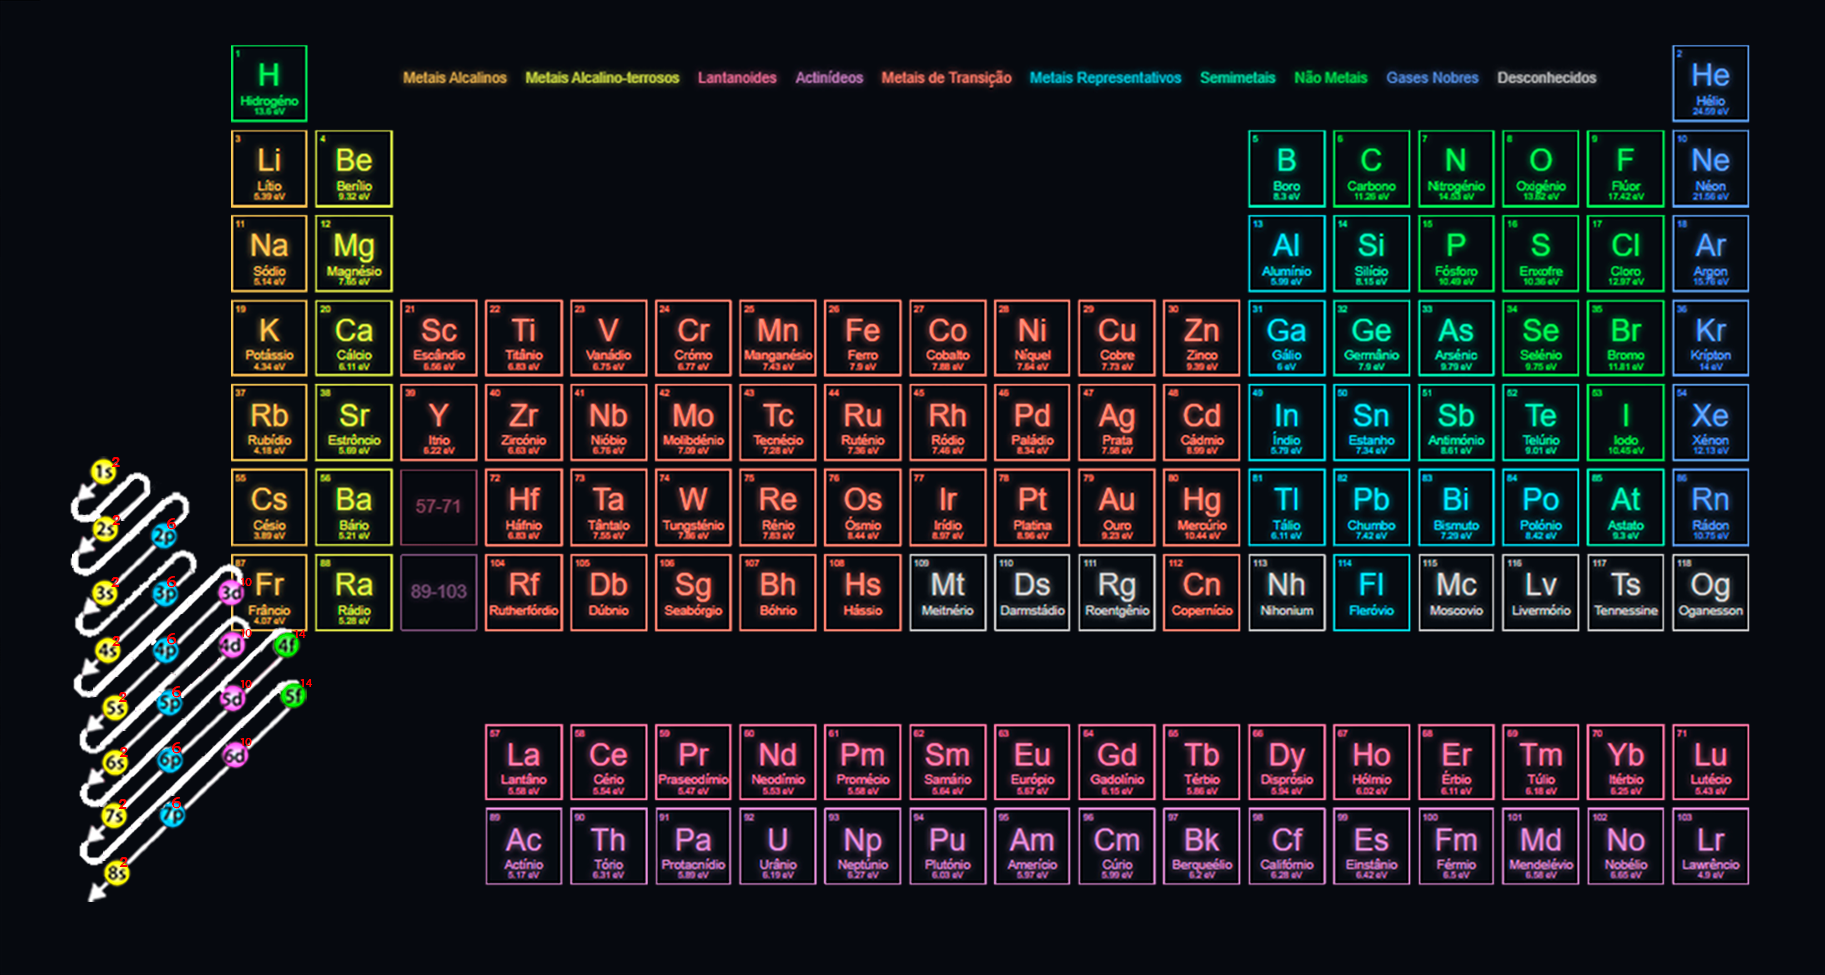 1
H
Hidrogéno
13.6 eV
Metais Alcalinos Metais Alcalino-terrosos Lantanoides Actinídeos Metais de Transição Metais Representativos Semimetais Não Metais Gases Nobres Desconhecidos
2
He
Hélio
24.59 eV
3
Li
Lítio
5.39 eV
4
Be
Berílio
9.32 eV
5
B
Boro
8.3 eV
6
C
Carbono
11.26 eV
7
N
Nitrogénio
14.53 eV
8
O
Oxigénio
13.62 eV
9
F
Flúor
17.42 eV
10
Ne
Néon
21.56 eV
11
Na
Sódio
5.14 eV
12
Mg
Magnésio
7.65 eV
13
Al
Alumínio
5.99 eV
14
Si
Silício
8.15 eV
15
P
Fósforo
10.49 eV
16
S
Enxofre
10.36 eV
17
Cl
Cloro
12.97 eV
18
Ar
Argon
15.76 eV
19
K
Potássio
4.34 eV
20
Ca
Cálcio
6.11 eV
21
Sc
Escândio
6.56 eV
22
Ti
Titânio
6.83 eV
23
V
Vanádio
6.75 eV
24
Cr
Crómo
6.77 eV
25
Mn
Manganésio
7.43 eV
26
Fe
Ferro
7.9 eV
27
Co
Cobalto
7.88 eV
28
Ni
Níquel
7.64 eV
29
Cu
Cobre
7.73 eV
30
Zn
Zinco
9.39 eV
31
Ga
Gálio
6 eV
32
Ge
Germânio
7.9 eV
33
As
Arsénic
9.79 eV
34
Se
Selénio
9.75 eV
35
Br
Bromo
11.81 eV
36
Kr
Krípton
14 eV
37
Rb
Rubídio
4.18 eV
38
Sr
Estrôncio
5.69 eV
39
Y
Itrio
6.22 eV
40
Zr
Zircónio
6.63 eV
41
Nb
Nióbio
6.76 eV
42
Mo
Molibdénio
7.09 eV
43
Tc
Tecnécio
7.28 eV
44
Ru
Ruténio
7.36 eV
45
Rh
Ródio
7.46 eV
46
Pd
Paládio
8.34 eV
47
Ag
Prata
7.58 eV
48
Cd
Cádmio
8.99 eV
49
In
Índio
5.79 eV
50
Sn
Estanho
7.34 eV
51
Sb
Antimónio
8.61 eV
52
Te
Telúrio
9.01 eV
53
I
Iodo
10.45 eV
54
Xe
Xénon
12.13 eV
55
Cs
Césio
3.89 eV
56
Ba
Bário
5.21 eV
57-71
72
Hf
Háfnio
6.83 eV
73
Ta
Tântalo
7.55 eV
74
W
Tungsténio
7.86 eV
75
Re
Rénio
7.83 eV
76
Os
Ósmio
8.44 eV
77
Ir
Irídio
8.97 eV
78
Pt
Platina
8.96 eV
79
Au
Ouro
9.23 eV
80
Hg
Mercúrio
10.44 eV
81
Tl
Tálio
6.11 eV
82
Pb
Chumbo
7.42 eV
83
Bi
Bismuto
7.29 eV
84
Po
Polónio
8.42 eV
85
At
Astato
9.3 eV
86
Rn
Rádon
10.75 eV
87
Fr
Frâncio
4.07 eV
88
Ra
Rádio
5.28 eV
89-103
104
Rf
Rutherfórdio
105
Db
Dúbnio
106
Sg
Seabórgio
107
Bh
Bóhrio
108
Hs
Hássio
109
Mt
Meitnério
110
Ds
Darmstádio
111
Rg
Roentgênio
112
Cn
Copernício
113
Nh
Nihonium
114
Fl
Fleróvio
115
Mc
Moscovio
116
Lv
Livermório
117
Ts
Tennessine
118
Og
Oganesson
1s 2
2s 2 2p 6
3s 2 3p 6 3d 10
4s 2 4p 6 4d 10 4f 14
5s 2 5p 6 5d 10 5f 14
6s 2 6p 6 6d 10
7s 2 7p 6
8s 2
57
La
Lantâno
5.58 eV
58
Ce
Cério
5.54 eV
59
Pr
Praseodímio
5.47 eV
60
Nd
Neodímio
5.53 eV
61
Pm
Promécio
5.58 eV
62
Sm
Samário
5.64 eV
63
Eu
Európio
5.67 eV
64
Gd
Gadolínio
6.15 eV
65
Tb
Térbio
5.86 eV
66
Dy
Disprósio
5.94 eV
67
Ho
Hólmio
6.02 eV
68
Er
Érbio
6.11 eV
69
Tm
Túlio
6.18 eV
70
Yb
Itérbio
6.25 eV
71
Lu
Lutécio
5.43 eV
89
Ac
Actínio
5.17 eV
90
Th
Tório
6.31 eV
91
Pa
Protacnídio
5.89 eV
92
U
Urânio
6.19 eV
93
Np
Neptúnio
6.27 eV
94
Pu
Plutónio
6.03 eV
95
Am
Amerício
5.97 eV
96
Cm
Cúrio
5.99 eV
97
Bk
Berqueélio
6.2 eV
98
Cf
Califórnio
6.28 eV
99
Es
Einstânio
6.42 eV
100
Fm
Férmio
6.5 eV
101
Md
Mendelévio
6.58 eV
102
No
Nobélio
6.65 eV
103
Lr
Lawrêncio
4.9 eV